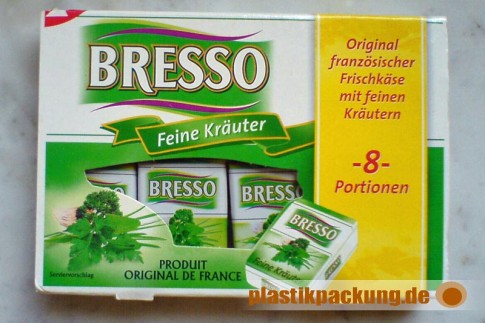 BRESSO
Feine Kräuter
Original
französischer
Frischkäse
mit feinen
Kräutern
-8-
Portionen
BRESSO
BRESSO
BRESSO
Feine Kräuter
PRODUIT
ORIGINAL DE FRANCE
Serviervorschlag
plastikpackung.de